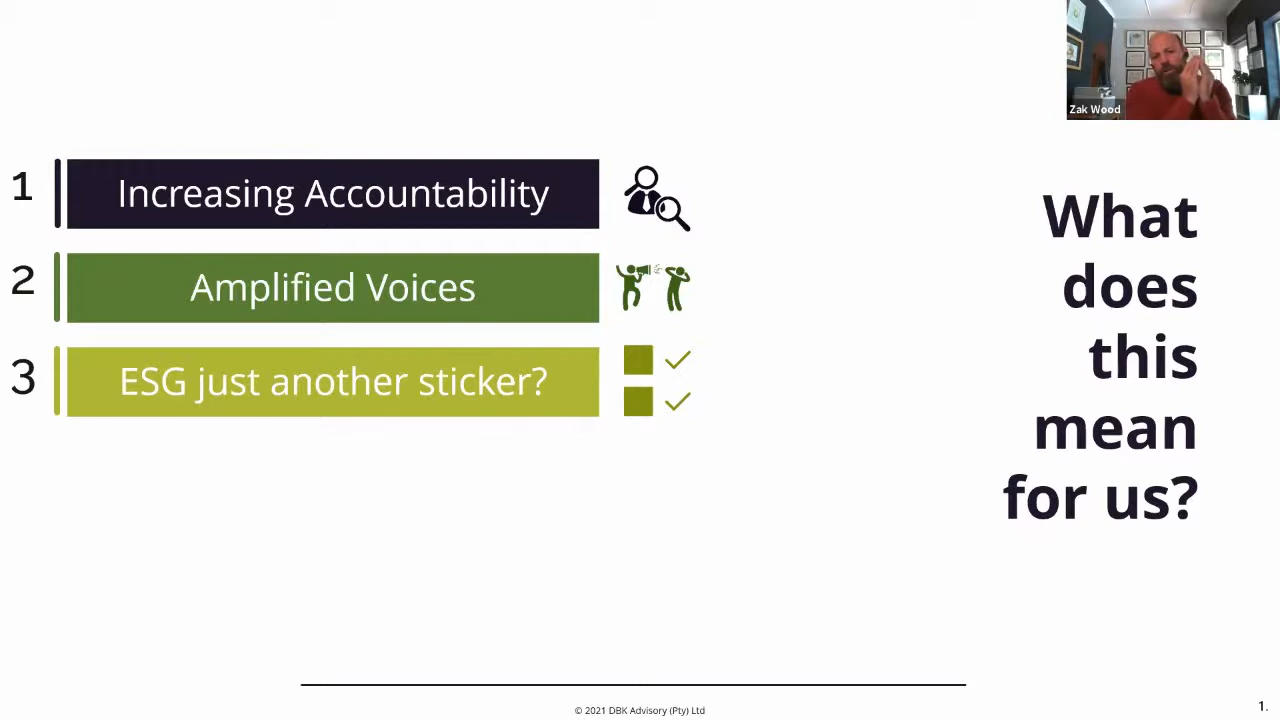 Zak Wood
1 Increasing Accountability
2 Amplified Voices
3 ESG just another sticker?
What
does
this
mean
for us?
© 2021 DBK Advisory (Pty) Ltd
1.